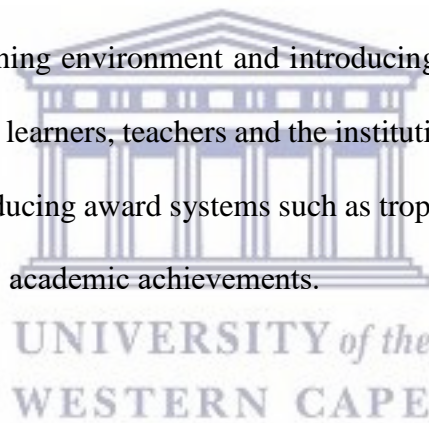 ning environment and introducing
learners, teachers and the instituti
ducing award systems such as trop
academic achievements.
UNIVERSITY of the
WESTERN CAPE